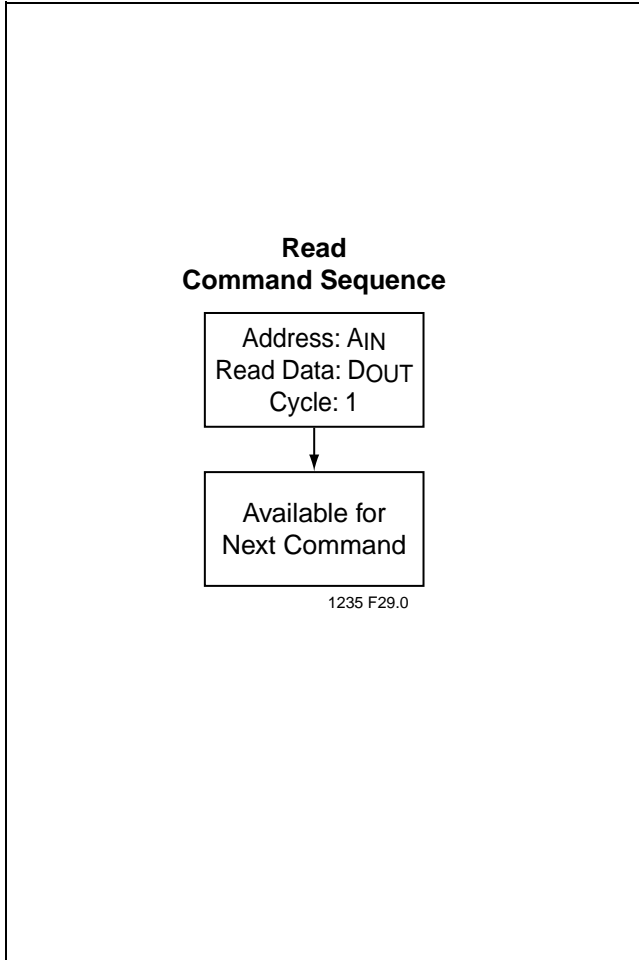 Read
Command Sequence
Address: AIN
Read Data: DOUT
Cycle: 1
Available for
Next Command
1235 F29.0